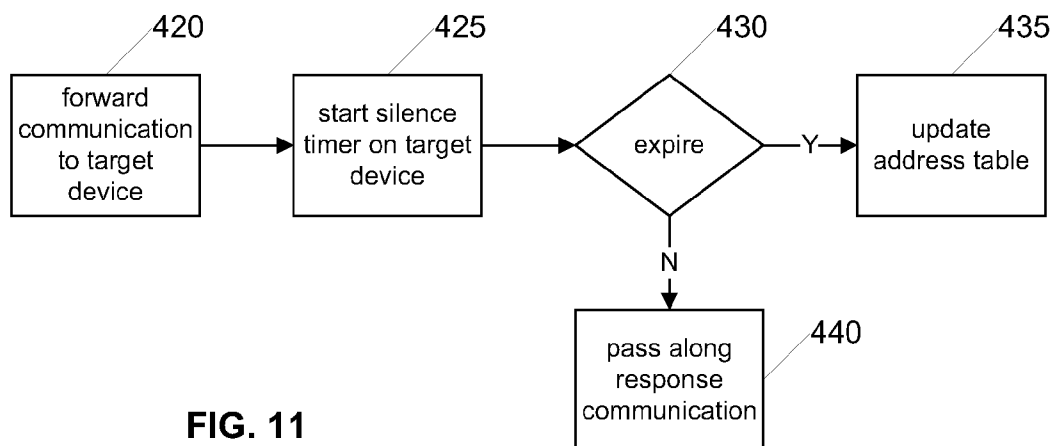 420
425
430
435
forward
communication
to target
device
start silence
timer on target
device
expire
Y
update
address table
N
pass along
response
communication
440
FIG. 11